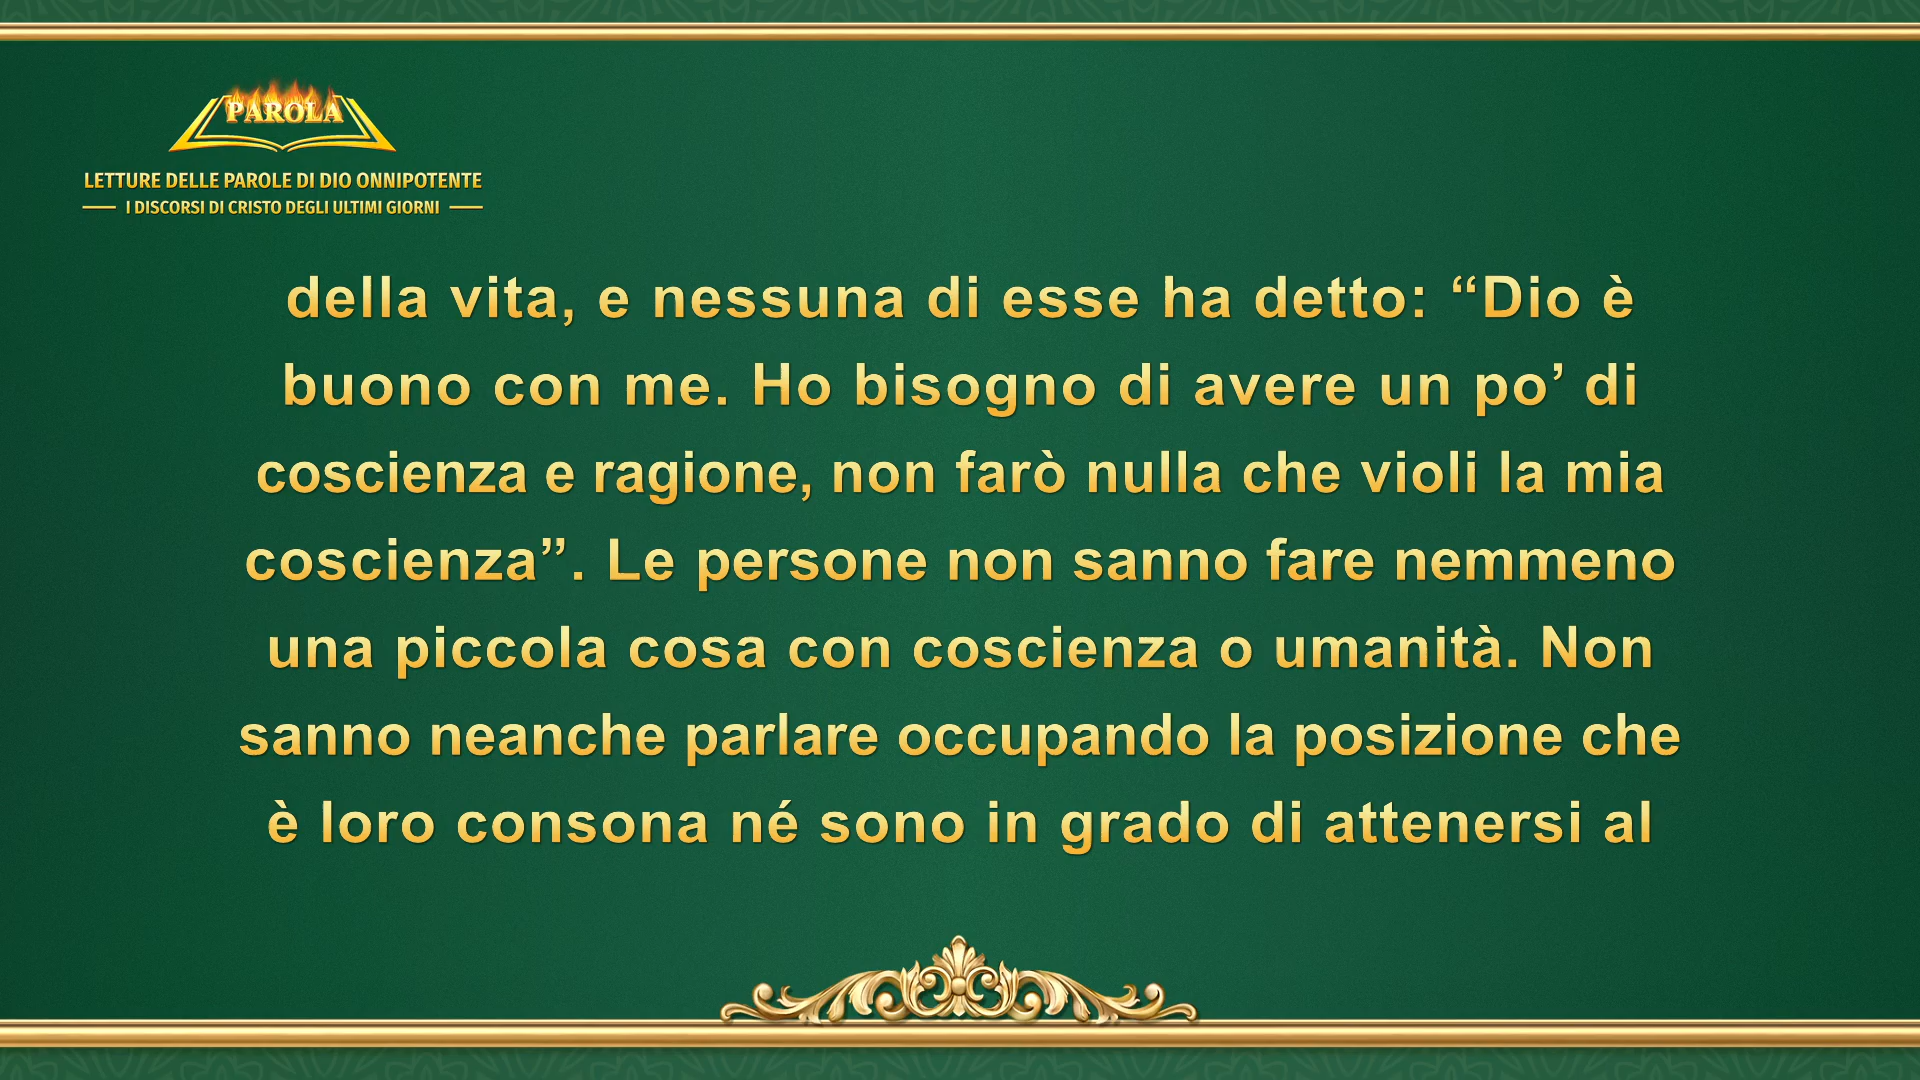 PAROLA
LETTURE DELLE PAROLE DI DIO ONNIPOTENTE
I DISCORSI DI CRISTO DEGLI ULTIMI GIORNI
della vita, e nessuna di esse ha detto: “Dio è
buono con me. Ho bisogno di avere un po’ di
coscienza e ragione, non farò nulla che violi la mia
coscienza”. Le persone non sanno fare nemmeno
una piccola cosa con coscienza o umanità. Non
sanno neanche parlare occupando la posizione che
è loro consona né sono in grado di attenersi al